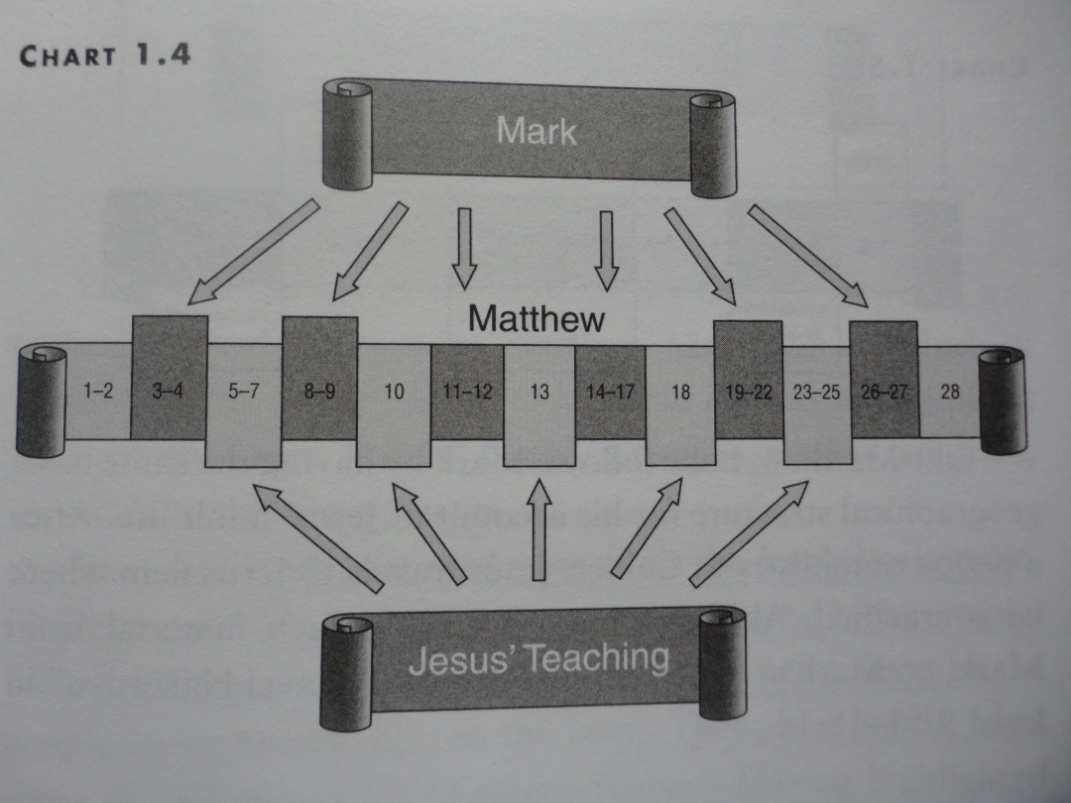 CHART 1.4
Mark
Matthew
1–2 3–4 5–7 8–9 10 11–12 13 14–17 18 19–22 23–25 26–27 28
Jesus’ Teaching